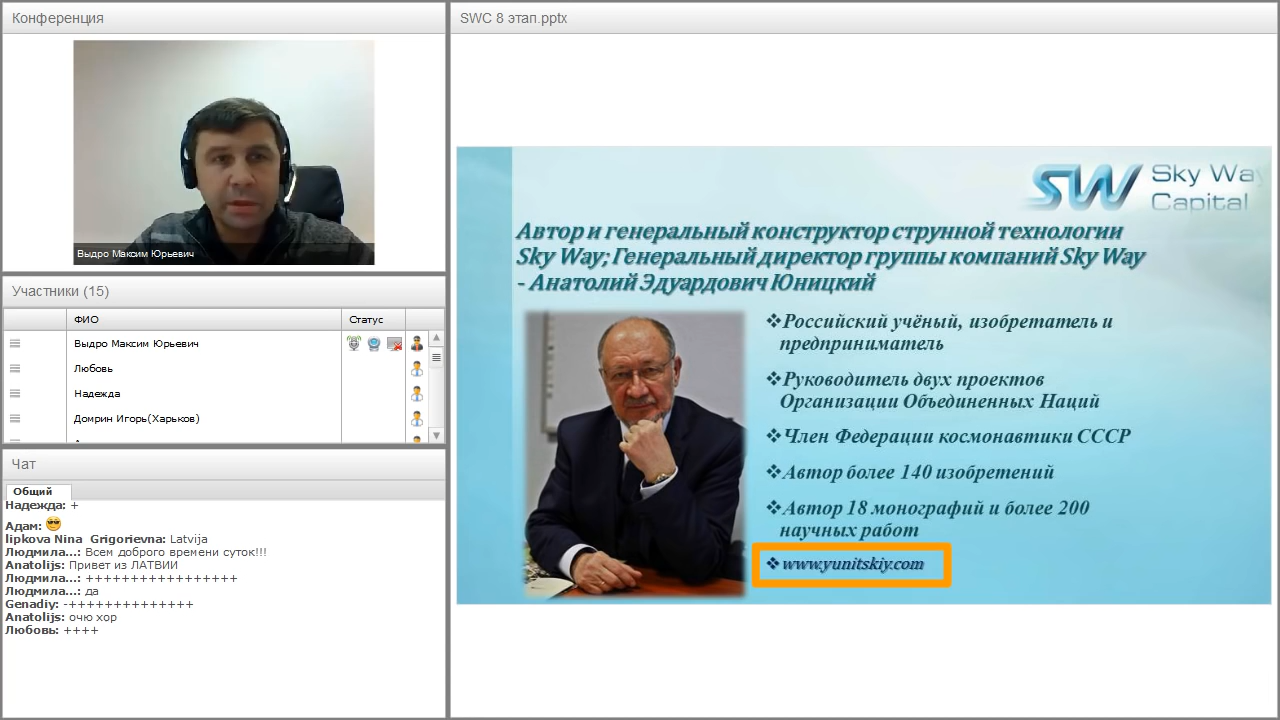 Конференция
Выдро Максим Юрьевич
Участники (15)
ФИО
Статус
Выдро Максим Юрьевич
Любовь
Надежда
Домрин Игорь(Харьков)
Чат
Общий
Надежда: +
Адам:
lipkova Nina Grigorievna: Latvija
Людмила...: Всем доброго времени суток!!!
Anatolijs: Привет из ЛАТВИИ
Людмила...: +++++++++++++++++
Людмила...: да
Genadiy: -++++++++++++++
Anatolijs: очю хор
Любовь: ++++
SWC 8 этап.pptx
SW Sky Way
Capital
Автор и генеральный конструктор струнной технологии
Sky Way; Генеральный директор группы компаний Sky Way
- Анатолий Эдуардович Юницкий
❖Российский учёный, изобретатель и
предприниматель
❖Руководитель двух проектов
Организации Объединенных Наций
❖Член Федерации космонавтики СССР
❖Автор более 140 изобретений
❖Автор 18 монографий и более 200
научных работ
❖www.yunitskiy.com